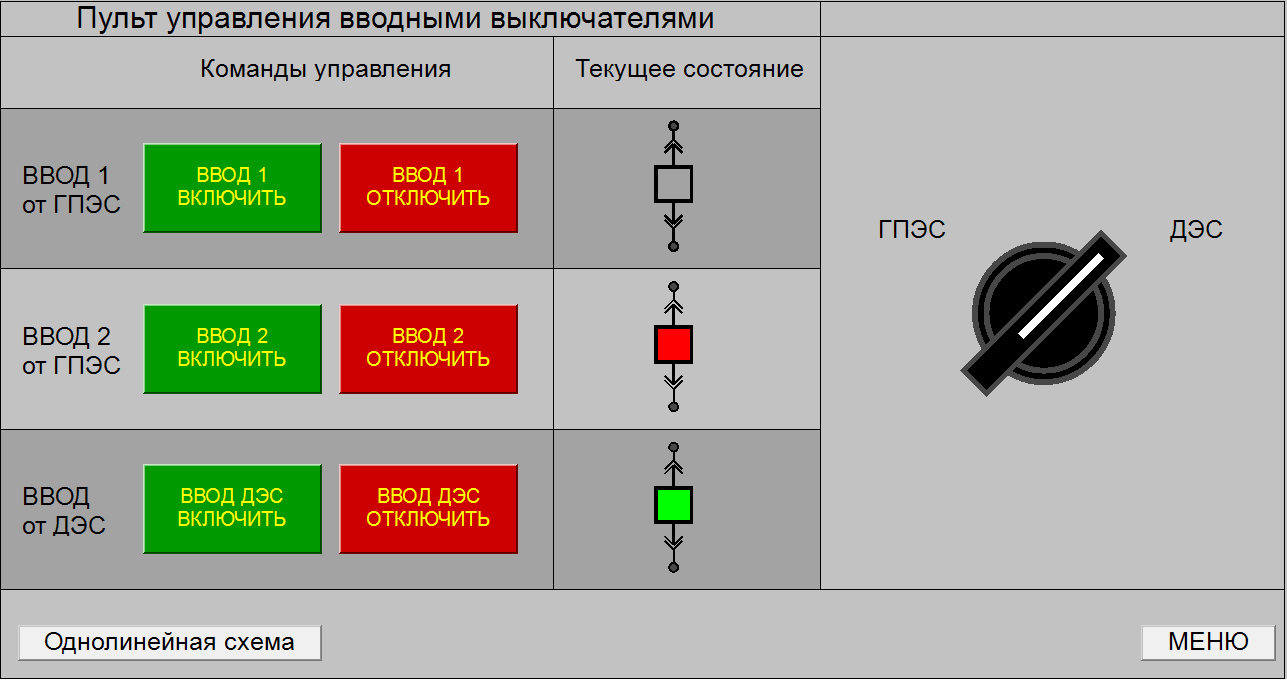 Пульт управления вводными выключателями
Команды управления
Текущее состояние
ВВОД 1
от ГПЭС
ВВОД 1
ВКЛЮЧИТЬ
ВВОД 1
ОТКЛЮЧИТЬ
ВВОД 2
от ГПЭС
ВВОД 2
ВКЛЮЧИТЬ
ВВОД 2
ОТКЛЮЧИТЬ
ВВОД
от ДЭС
ВВОД ДЭС
ВКЛЮЧИТЬ
ВВОД ДЭС
ОТКЛЮЧИТЬ
ГПЭС
ДЭС
Однолинейная схема
МЕНЮ